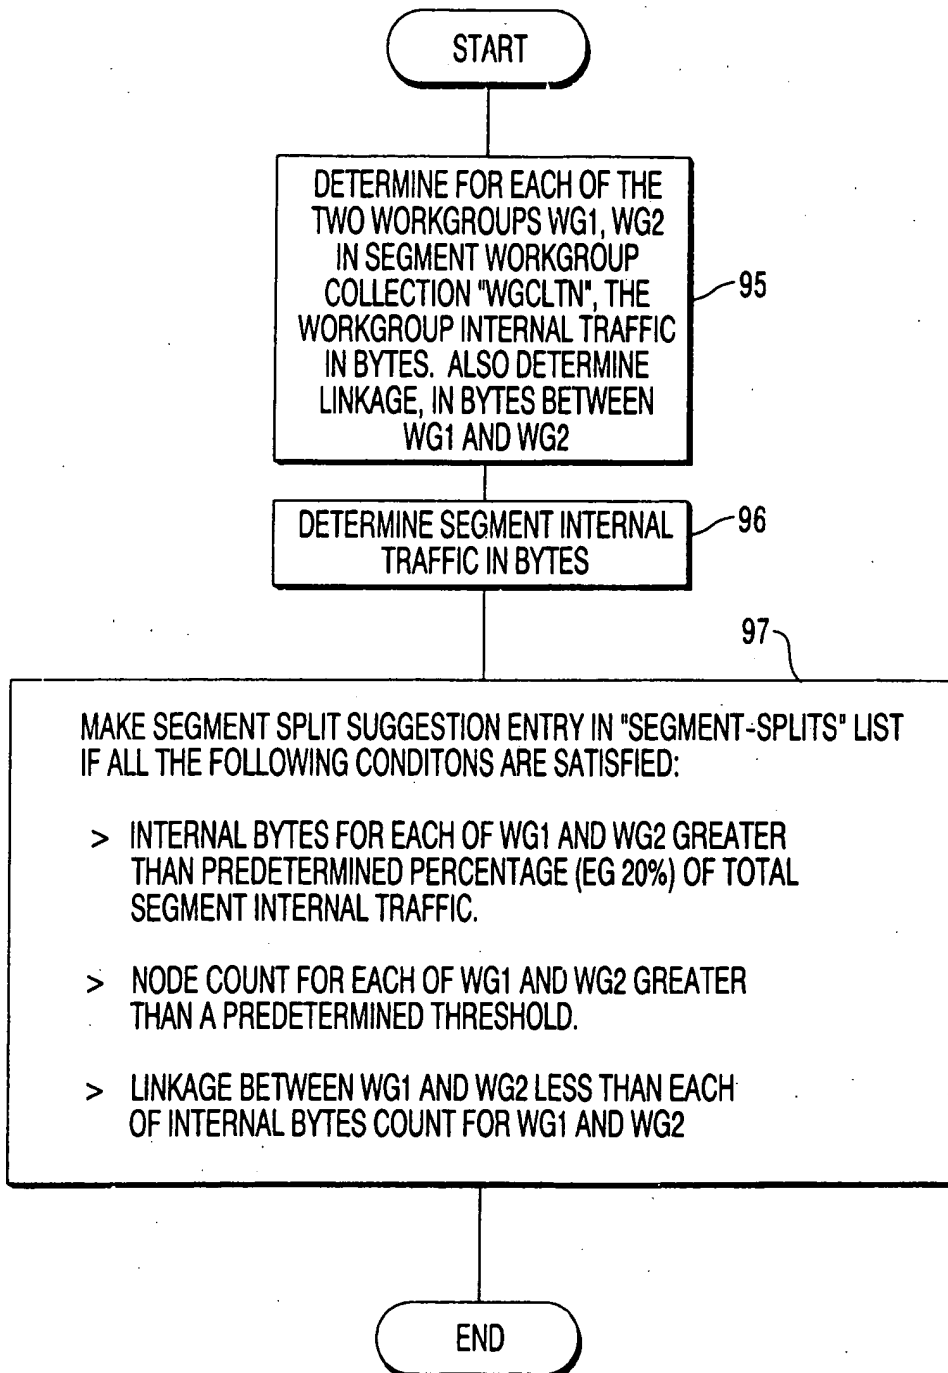 START
DETERMINE FOR EACH OF THE
TWO WORKGROUPS WG1, WG2
IN SEGMENT WORKGROUP
COLLECTION "WGCLTN", THE
WORKGROUP INTERNAL TRAFFIC
IN BYTES. ALSO DETERMINE
LINKAGE, IN BYTES BETWEEN
WG1 AND WG2
95
DETERMINE SEGMENT INTERNAL
TRAFFIC IN BYTES
96
97
MAKE SEGMENT SPLIT SUGGESTION ENTRY IN "SEGMENT-SPLITS" LIST
IF ALL THE FOLLOWING CONDITONS ARE SATISFIED:
> INTERNAL BYTES FOR EACH OF WG1 AND WG2 GREATER
THAN PREDETERMINED PERCENTAGE (EG 20%) OF TOTAL
SEGMENT INTERNAL TRAFFIC.
> NODE COUNT FOR EACH OF WG1 AND WG2 GREATER
THAN A PREDETERMINED THRESHOLD.
> LINKAGE BETWEEN WG1 AND WG2 LESS THAN EACH
OF INTERNAL BYTES COUNT FOR WG1 AND WG2
END